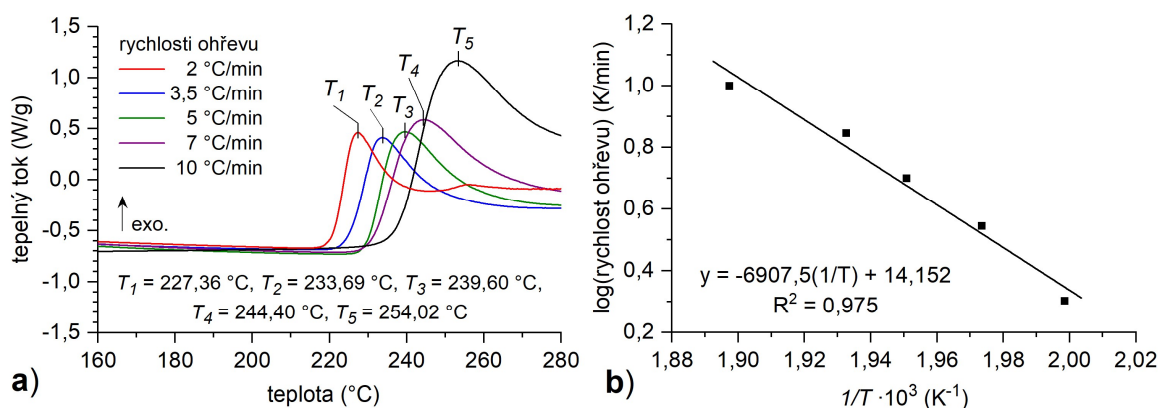 1,5
1,0
0,5
0,0
-0,5
-1,0
-1,5
tepelný tok (W/g)
rychlosti ohřevu
2 °C/min
3,5 °C/min
5 °C/min
7 °C/min
10 °C/min
exo.
T1
T2
T3
T4
T5
T1 = 227,36 °C, T2 = 233,69 °C, T3 = 239,60 °C,
T4 = 244,40 °C, T5 = 254,02 °C
160 180 200 220 240 260 280
teplota (°C)
a)
1,2
1,0
0,8
0,6
0,4
0,2
log(rychlost ohřevu) (K/min)
y = -6907,5(1/T) + 14,152
R² = 0,975
1,88 1,90 1,92 1,94 1,96 1,98 2,00 2,02
1/T ·10³ (K⁻¹)
b)